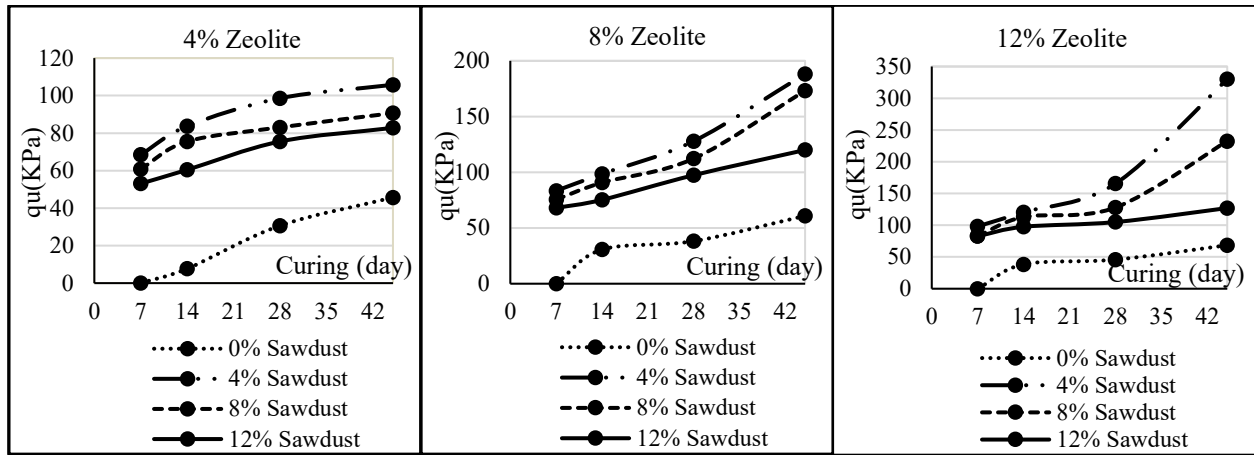 4% Zeolite
120
100
80
60
40
20
0
qu(KPa)
Curing (day)
0 7 14 21 28 35 42
0% Sawdust
4% Sawdust
8% Sawdust
12% Sawdust
8% Zeolite
200
150
100
50
0
qu(KPa)
Curing (day)
0 7 14 21 28 35 42
0% Sawdust
4% Sawdust
8% Sawdust
12% Sawdust
12% Zeolite
350
300
250
200
150
100
50
0
qu(KPa)
Curing (day)
0 7 14 21 28 35 42
0% Sawdust
4% Sawdust
8% Sawdust
12% Sawdust